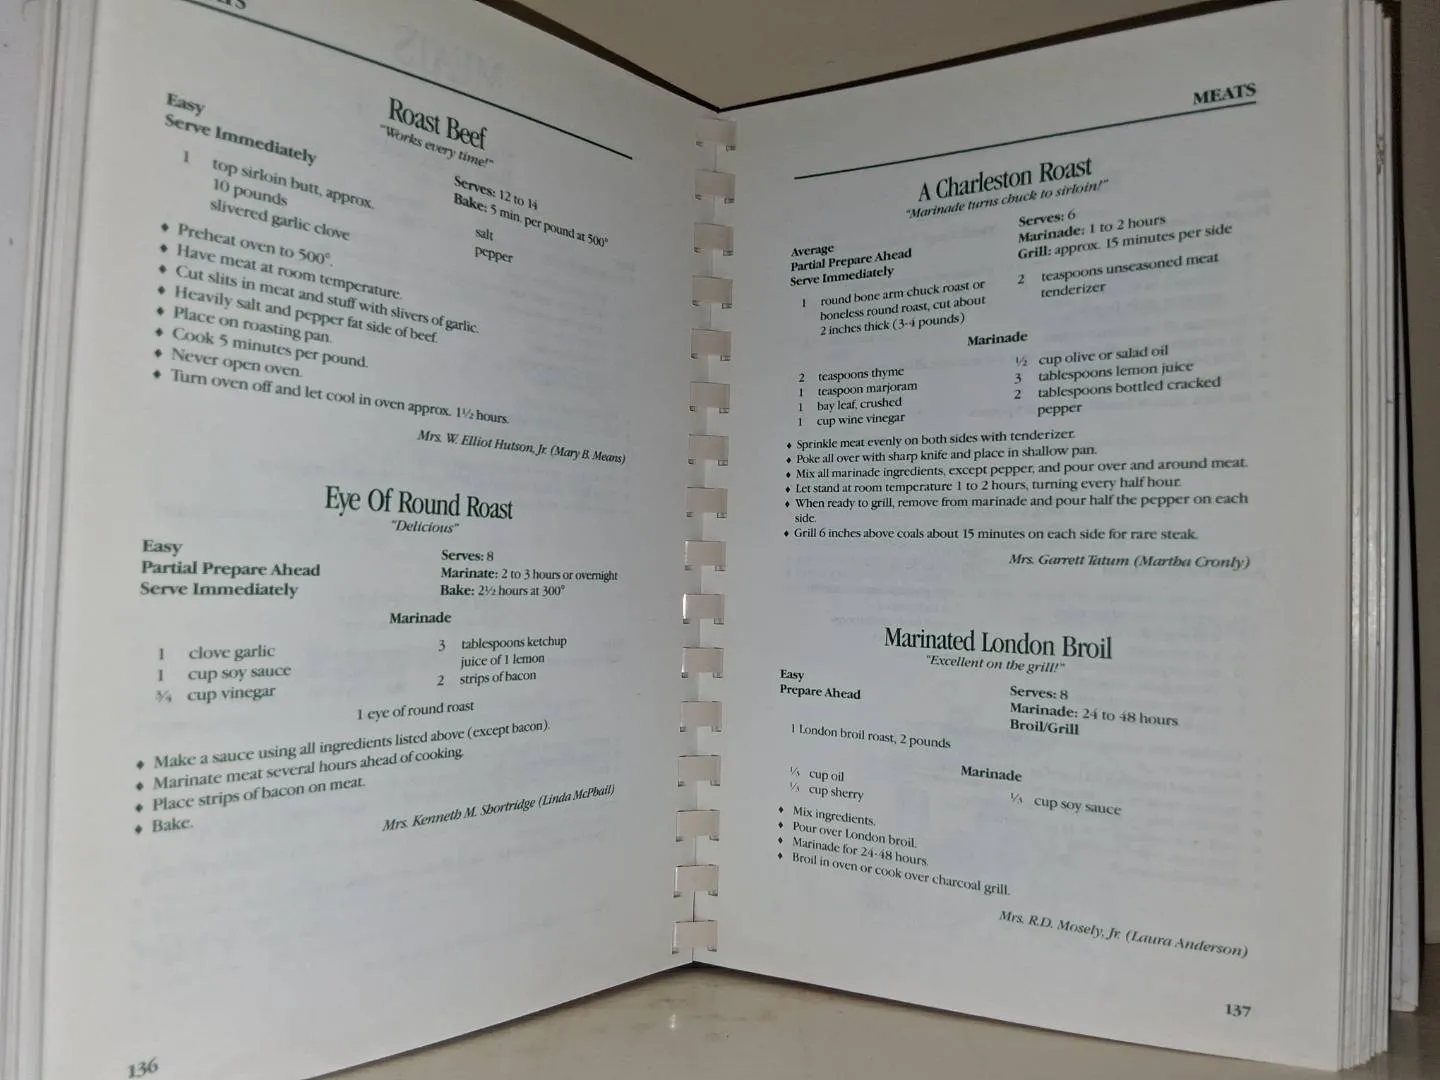 Roast Beef
"Works every time!"
Easy
Serve Immediately
Serves: 12 to 14
Bake: 5 min. per pound at 500°
1 top sirloin butt, approx.
10 pounds
slivered garlic clove
salt
pepper
♦ Preheat oven to 500°.
♦ Have meat at room temperature.
♦ Cut slits in meat and stuff with slivers of garlic.
♦ Heavily salt and pepper fat side of beef.
♦ Place on roasting pan.
♦ Cook 5 minutes per pound.
♦ Never open oven.
♦ Turn oven off and let cool in oven approx. 1½ hours.
Mrs. W. Elliot Hutson, Jr. (Mary B. Means)
Eye Of Round Roast
"Delicious"
Easy
Partial Prepare Ahead
Serve Immediately
Serves: 8
Marinate: 2 to 3 hours or overnight
Bake: 2½ hours at 300°
Marinade
1 clove garlic
1 cup soy sauce
¾ cup vinegar
3 tablespoons ketchup
juice of 1 lemon
2 strips of bacon
1 eye of round roast
♦ Make a sauce using all ingredients listed above (except bacon).
♦ Marinate meat several hours ahead of cooking.
♦ Place strips of bacon on meat.
♦ Bake.
Mrs. Kenneth M. Shortridge (Linda McPhail)
136
MEATS
A Charleston Roast
"Marinade turns chuck to sirloin!"
Average
Partial Prepare Ahead
Serve Immediately
Serves: 6
Marinade: 1 to 2 hours
Grill: approx. 15 minutes per side
1 round bone arm chuck roast or
boneless round roast, cut about
2 inches thick (3-4 pounds)
2 teaspoons unseasoned meat
tenderizer
Marinade
2 teaspoons thyme
1 teaspoon marjoram
1 bay leaf, crushed
1 cup wine vinegar
½ cup olive or salad oil
3 tablespoons lemon juice
2 tablespoons bottled cracked
pepper
♦ Sprinkle meat evenly on both sides with tenderizer.
♦ Poke all over with sharp knife and place in shallow pan.
♦ Mix all marinade ingredients, except pepper, and pour over and around meat.
♦ Let stand at room temperature 1 to 2 hours, turning every half hour.
♦ When ready to grill, remove from marinade and pour half the pepper on each
side.
♦ Grill 6 inches above coals about 15 minutes on each side for rare steak.
Mrs. Garrett Tatum (Martha Cronly)
Marinated London Broil
"Excellent on the grill!"
Easy
Prepare Ahead
Serves: 8
Marinade: 24 to 48 hours
Broil/Grill
1 London broil roast, 2 pounds
Marinade
⅓ cup oil
⅓ cup sherry
⅓ cup soy sauce
♦ Mix ingredients.
♦ Pour over London broil.
♦ Marinade for 24-48 hours.
♦ Broil in oven or cook over charcoal grill.
Mrs. R.D. Mosely, Jr. (Laura Anderson)
137